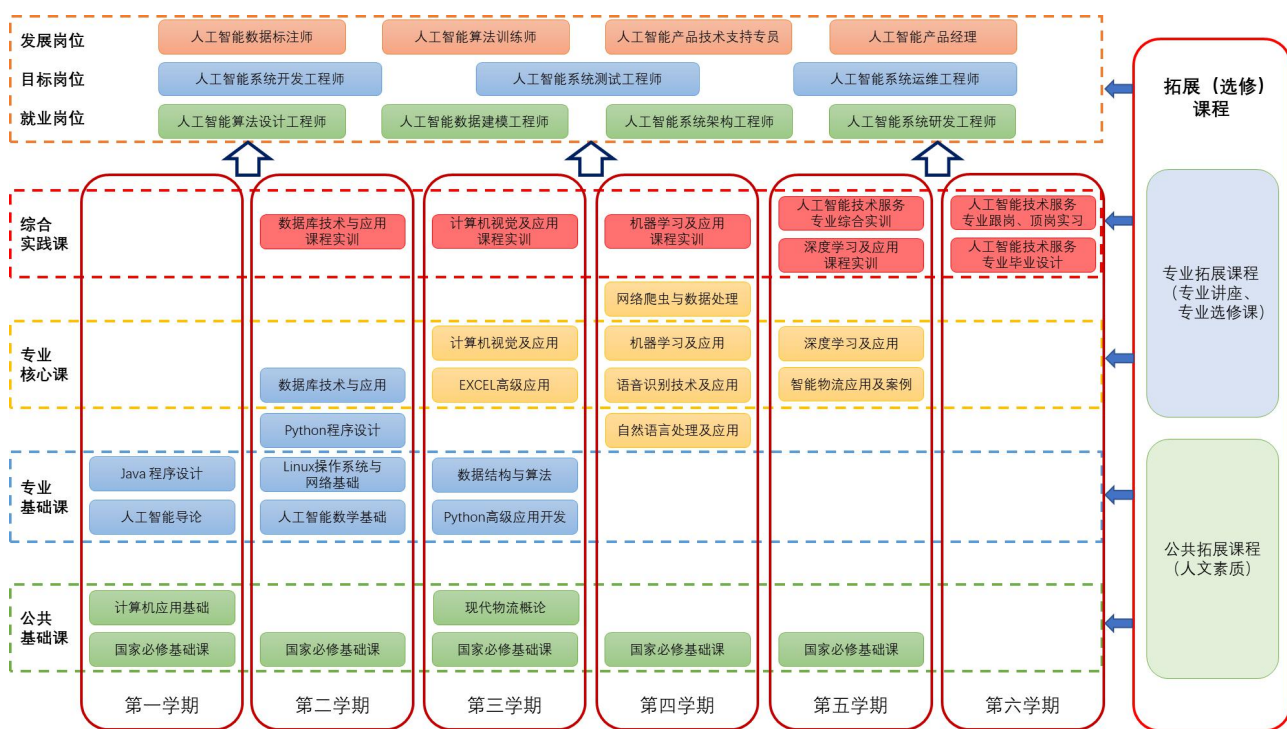 发展岗位
人工智能数据标注师
人工智能算法训练师
人工智能产品技术支持专员
人工智能产品经理
目标岗位
人工智能系统开发工程师
人工智能系统测试工程师
人工智能系统运维工程师
就业岗位
人工智能算法设计工程师
人工智能数据建模工程师
人工智能系统架构工程师
人工智能系统研发工程师
拓展（选修）
课程
综合
实践课
数据库技术与应用
课程实训
计算机视觉及应用
课程实训
机器学习及应用
课程实训
人工智能技术服务
专业综合实训
深度学习及应用
课程实训
人工智能技术服务
专业跟岗、顶岗实习
人工智能技术服务
专业毕业设计
专业
核心课
网络爬虫与数据处理
计算机视觉及应用
机器学习及应用
深度学习及应用
数据库技术与应用
EXCEL高级应用
语音识别技术及应用
智能物流应用及案例
Python程序设计
自然语言处理及应用
专业拓展课程
（专业讲座、
专业选修课）
专业
基础课
Java 程序设计
Linux操作系统与
网络基础
数据结构与算法
人工智能导论
人工智能数学基础
Python高级应用开发
公共拓展课程
（人文素质）
公共
基础课
计算机应用基础
现代物流概论
国家必修基础课
国家必修基础课
国家必修基础课
国家必修基础课
国家必修基础课
第一学期
第二学期
第三学期
第四学期
第五学期
第六学期